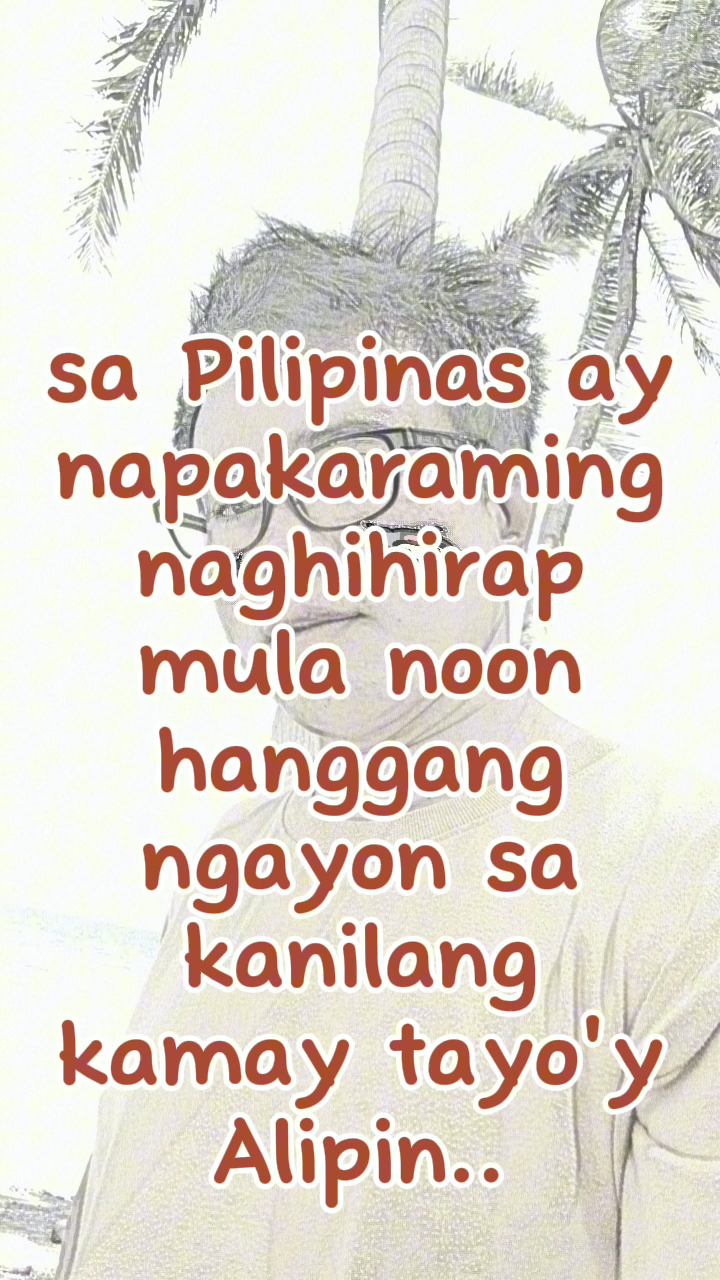 sa Pilipinas ay
napakaraming
naghihirap
mula noon
hanggang
ngayon sa
kanilang
kamay tayo'y
Alipin..